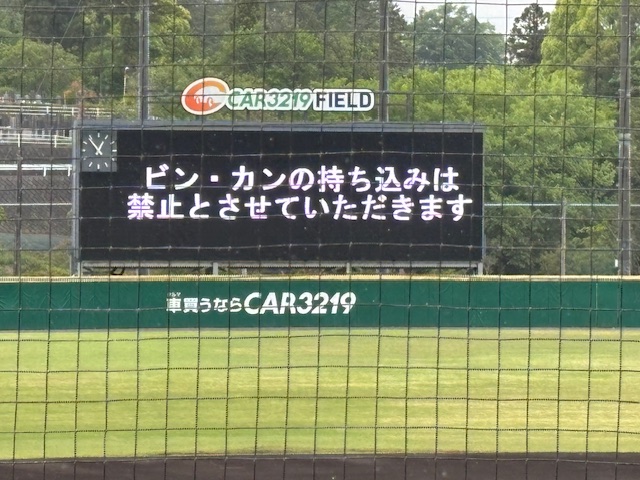 CAR3219 FIELD
ビン・カンの持ち込みは
禁止とさせていただきます
車買うならCAR3219